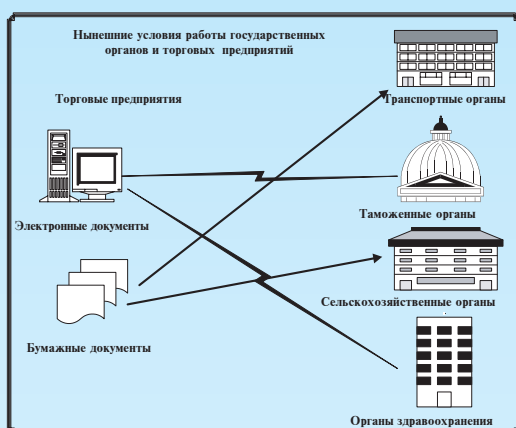 Нынешние условия работы государственных
органов и торговых предприятий
Торговые предприятия
Транспортные органы
Электронные документы
Таможенные органы
Сельскохозяйственные органы
Бумажные документы
Органы здравоохранения